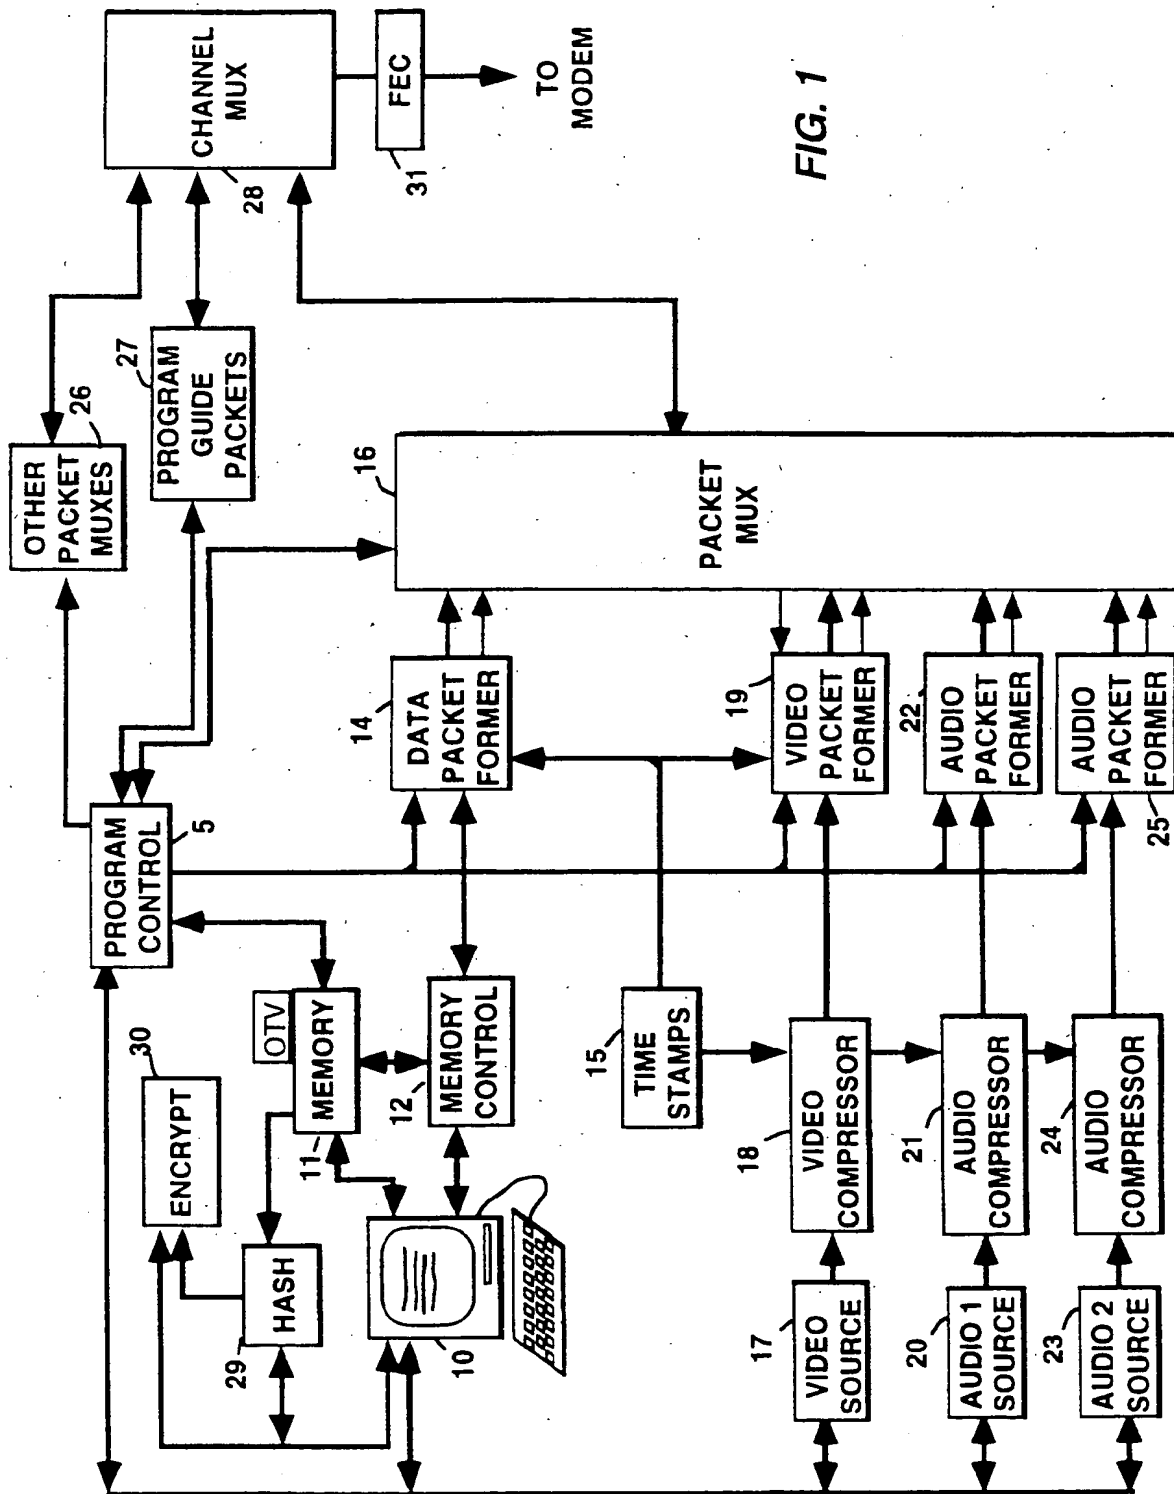 OTHER
PACKET
MUXES
26
PROGRAM
GUIDE
PACKETS
27
CHANNEL
MUX
28
FEC
31
TO
MODEM
PROGRAM
CONTROL
5
ENCRYPT
30
HASH
29
OTV
MEMORY
11
MEMORY
CONTROL
12
10
DATA
PACKET
FORMER
14
PACKET
MUX
16
TIME
STAMPS
15
VIDEO
SOURCE
17
VIDEO
COMPRESSOR
18
VIDEO
PACKET
FORMER
19
AUDIO 1
SOURCE
20
AUDIO
COMPRESSOR
21
AUDIO
PACKET
FORMER
22
AUDIO 2
SOURCE
23
AUDIO
COMPRESSOR
24
AUDIO
PACKET
FORMER
25
FIG. 1